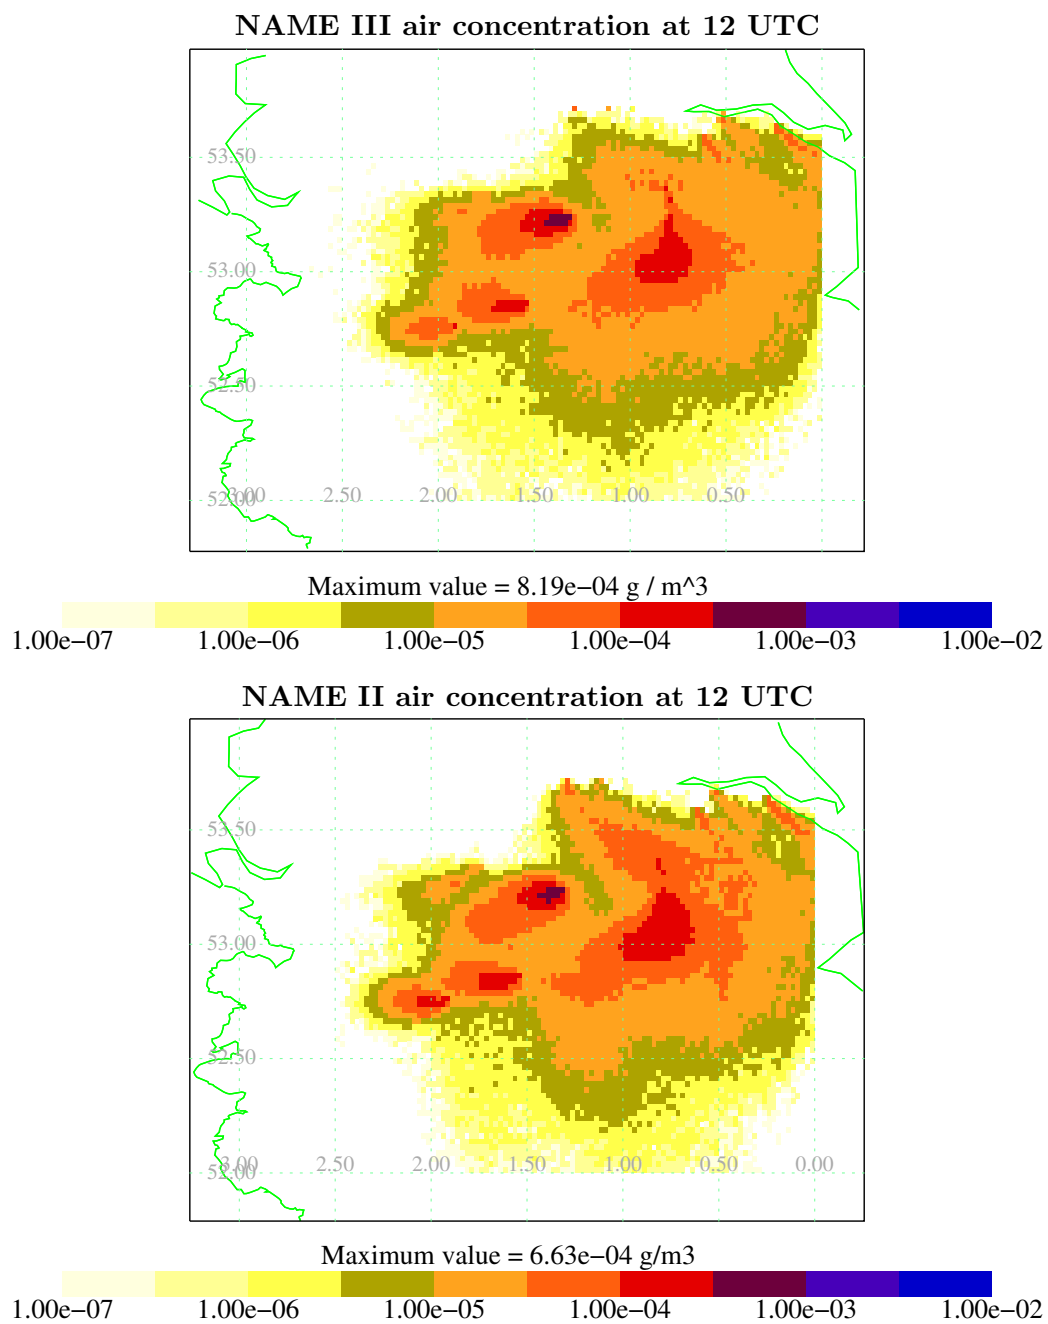 NAME III air concentration at 12 UTC
53.50
53.00
52.50
52.00 3.00 2.50 2.00 1.50 1.00 0.50
Maximum value = 8.19e−04 g / m^3
1.00e−07 1.00e−06 1.00e−05 1.00e−04 1.00e−03 1.00e−02
NAME II air concentration at 12 UTC
53.50
53.00
52.50
52.00 3.00 2.50 2.00 1.50 1.00 0.50 0.00
Maximum value = 6.63e−04 g/m3
1.00e−07 1.00e−06 1.00e−05 1.00e−04 1.00e−03 1.00e−02